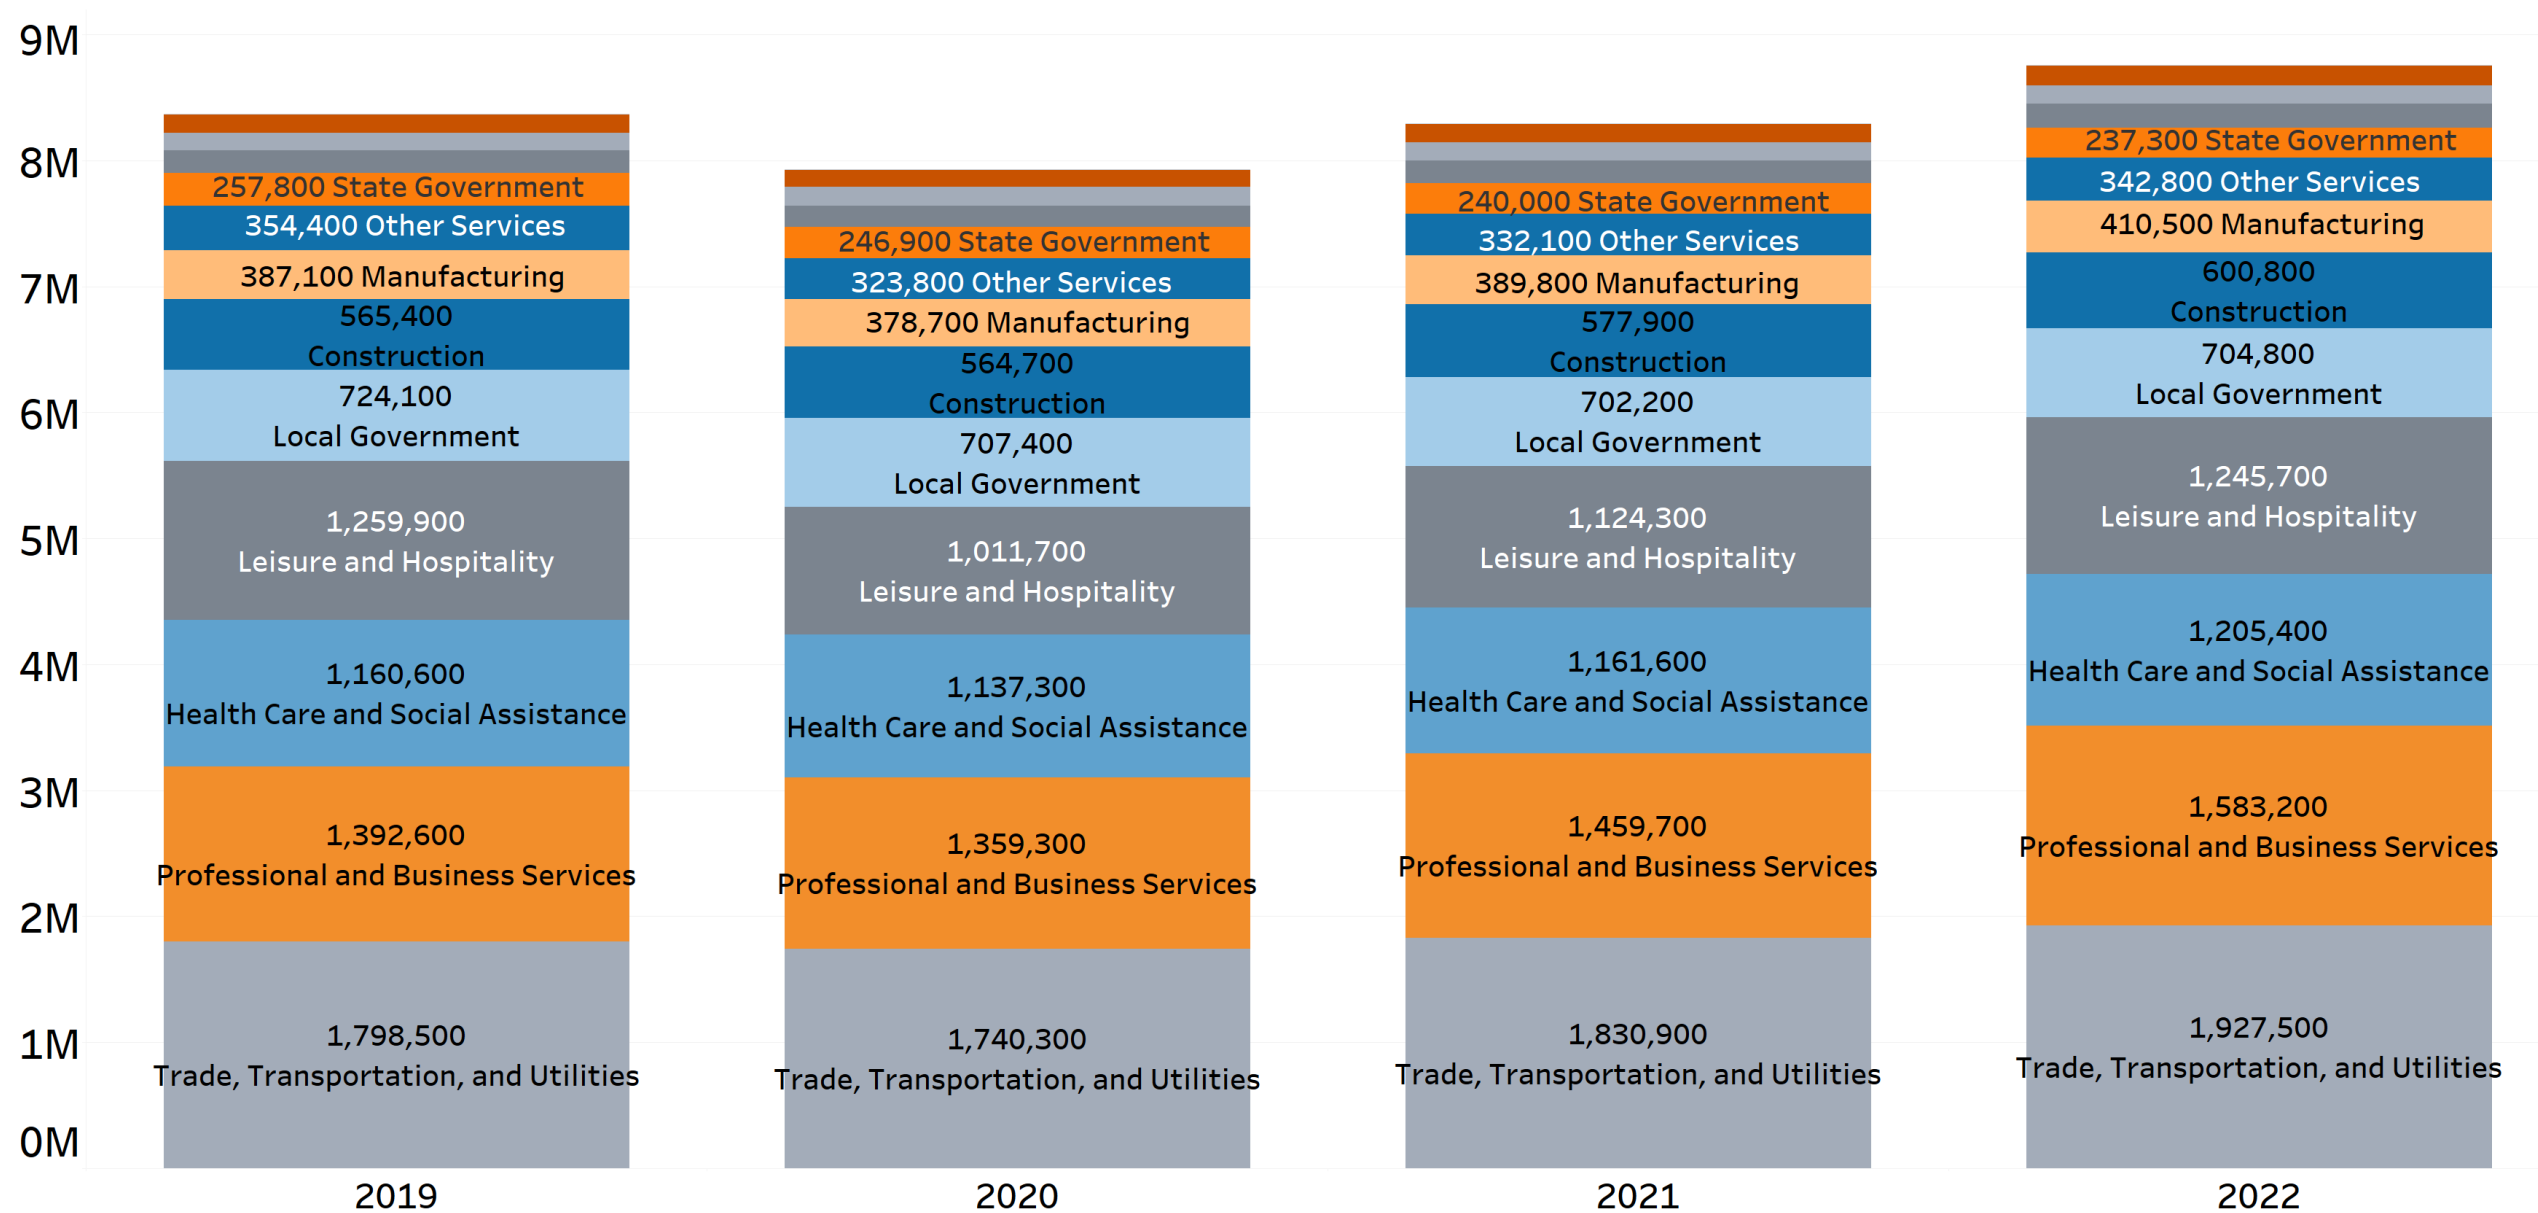 9M
8M
7M
6M
5M
4M
3M
2M
1M
0M
257,800 State Government
354,400 Other Services
387,100 Manufacturing
565,400
Construction
724,100
Local Government
1,259,900
Leisure and Hospitality
1,160,600
Health Care and Social Assistance
1,392,600
Professional and Business Services
1,798,500
Trade, Transportation, and Utilities
2019
246,900 State Government
323,800 Other Services
378,700 Manufacturing
564,700
Construction
707,400
Local Government
1,011,700
Leisure and Hospitality
1,137,300
Health Care and Social Assistance
1,359,300
Professional and Business Services
1,740,300
Trade, Transportation, and Utilities
2020
240,000 State Government
332,100 Other Services
389,800 Manufacturing
577,900
Construction
702,200
Local Government
1,124,300
Leisure and Hospitality
1,161,600
Health Care and Social Assistance
1,459,700
Professional and Business Services
1,830,900
Trade, Transportation, and Utilities
2021
237,300 State Government
342,800 Other Services
410,500 Manufacturing
600,800
Construction
704,800
Local Government
1,245,700
Leisure and Hospitality
1,205,400
Health Care and Social Assistance
1,583,200
Professional and Business Services
1,927,500
Trade, Transportation, and Utilities
2022